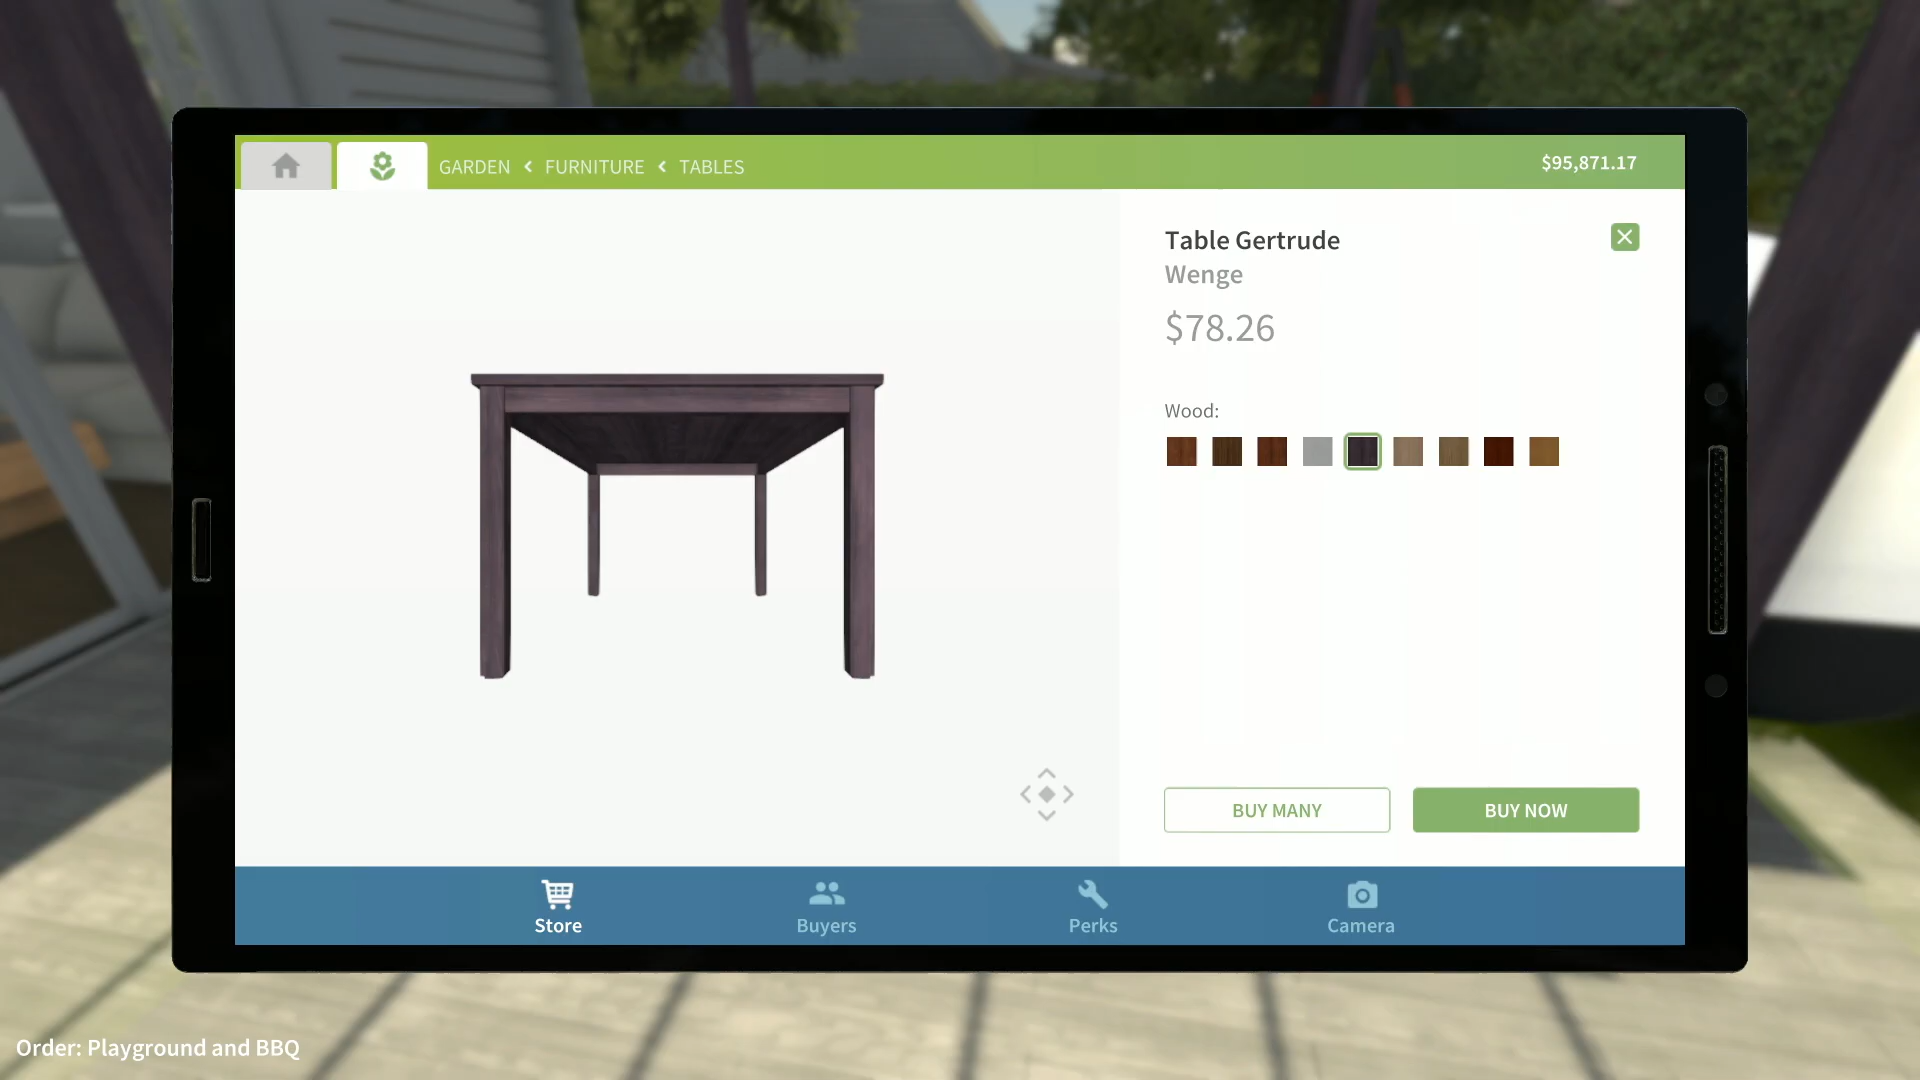 GARDEN < FURNITURE < TABLES
$95,871.17
Table Gertrude
Wenge
$78.26
Wood:
BUY MANY
BUY NOW
Store
Buyers
Perks
Camera
Order: Playground and BBQ